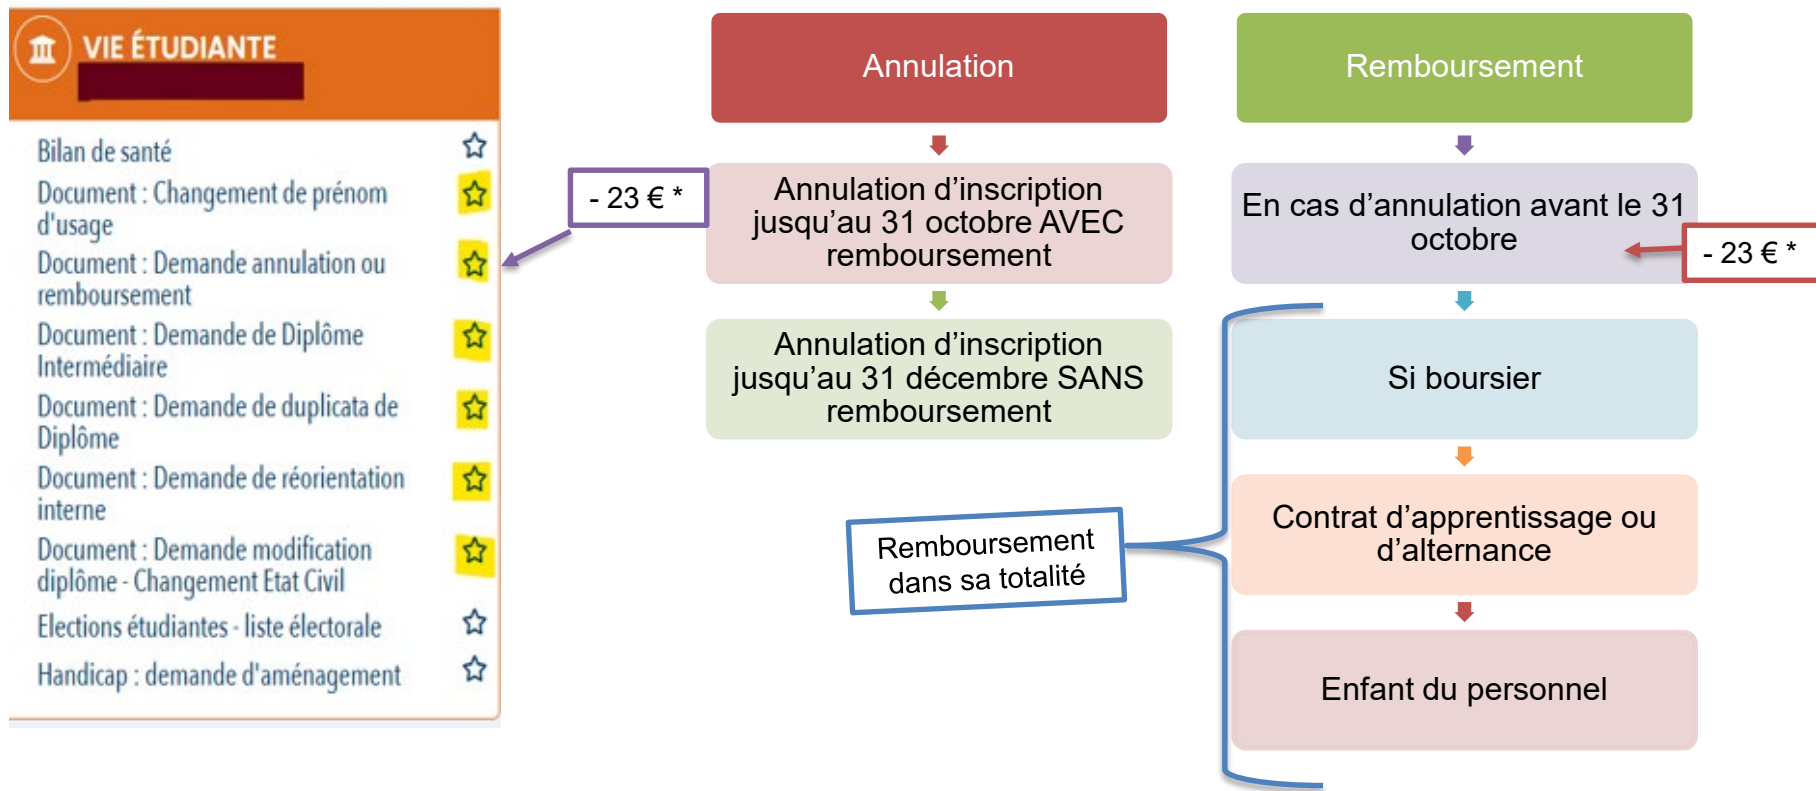 VIE ÉTUDIANTE
Bilan de santé
Document : Changement de prénom
d'usage
Document : Demande annulation ou
remboursement
Document : Demande de Diplôme
Intermédiaire
Document : Demande de duplicata de
Diplôme
Document : Demande de réorientation
interne
Document : Demande modification
diplôme - Changement Etat Civil
Elections étudiantes - liste électorale
Handicap : demande d'aménagement
- 23 € *
Annulation
Annulation d’inscription
jusqu’au 31 octobre AVEC
remboursement
Annulation d’inscription
jusqu’au 31 décembre SANS
remboursement
Remboursement
dans sa totalité
Remboursement
En cas d’annulation avant le 31
octobre
- 23 € *
Si boursier
Contrat d’apprentissage ou
d’alternance
Enfant du personnel